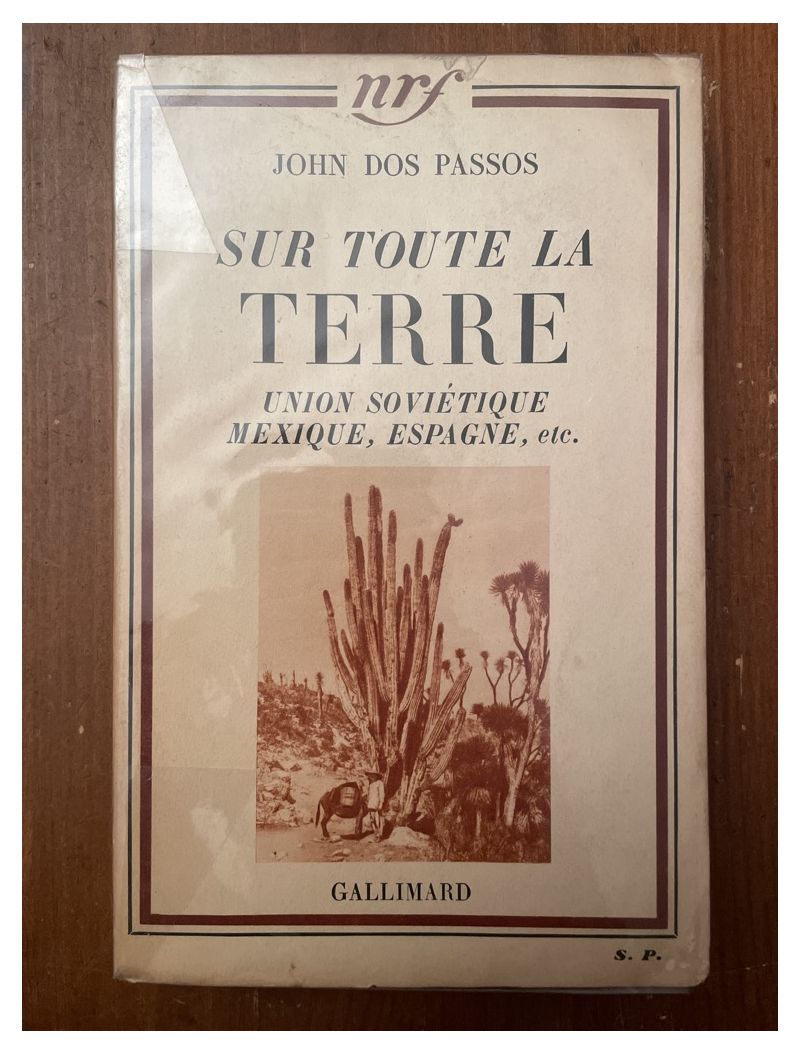 nrf
JOHN DOS PASSOS
SUR TOUTE LA
TERRE
UNION SOVIÉTIQUE
MEXIQUE, ESPAGNE, etc.
GALLIMARD
S. P.